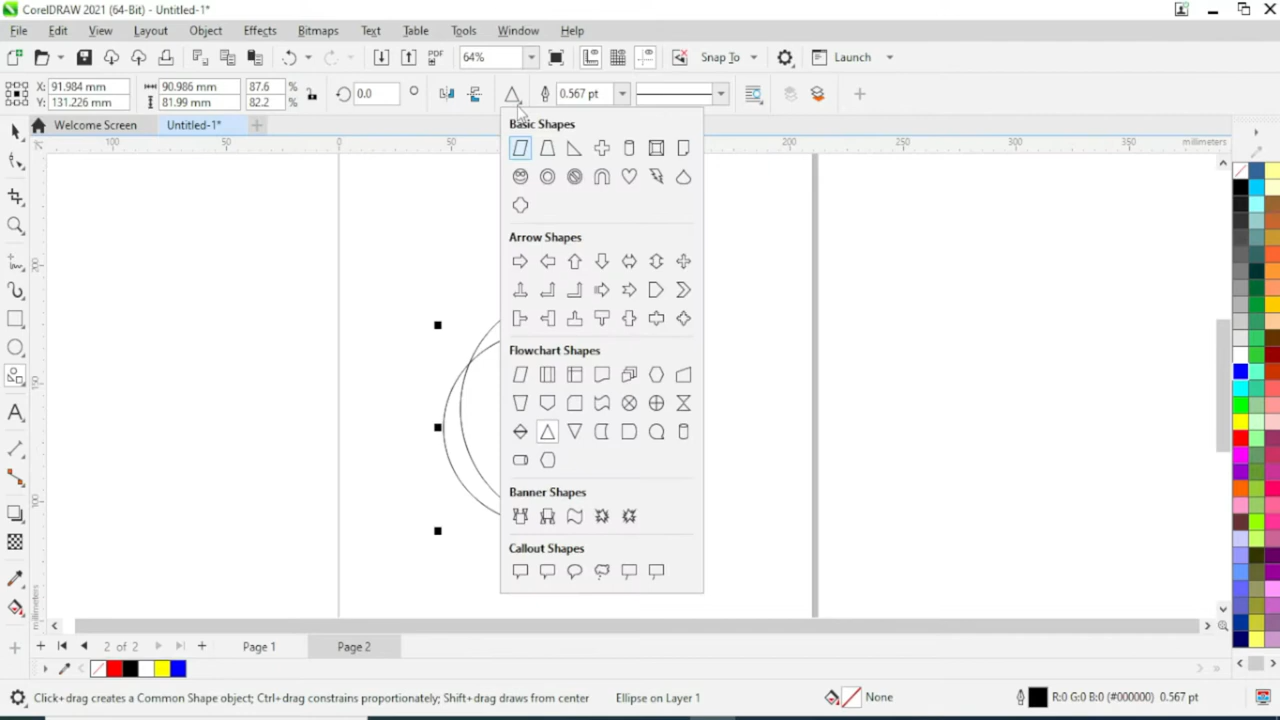 CorelDRAW 2021 (64-Bit) - Untitled-1*
File Edit View Layout Object Effects Bitmaps Text Table Tools Window Help
PDF 64% Snap To Launch
X: 91.984 mm 90.986 mm 87.6 %
Y: 131.226 mm 81.99 mm 82.2 %
0.0
0.567 pt
Welcome Screen Untitled-1*
100 50 0 50 200 250 300 350 millimeters
Basic Shapes
Arrow Shapes
Flowchart Shapes
Banner Shapes
Callout Shapes
millimeters
2 of 2 Page 1 Page 2
Click+drag creates a Common Shape object; Ctrl+drag constrains proportionately; Shift+drag draws from center Ellipse on Layer 1 None R:0 G:0 B:0 (#000000) 0.567 pt